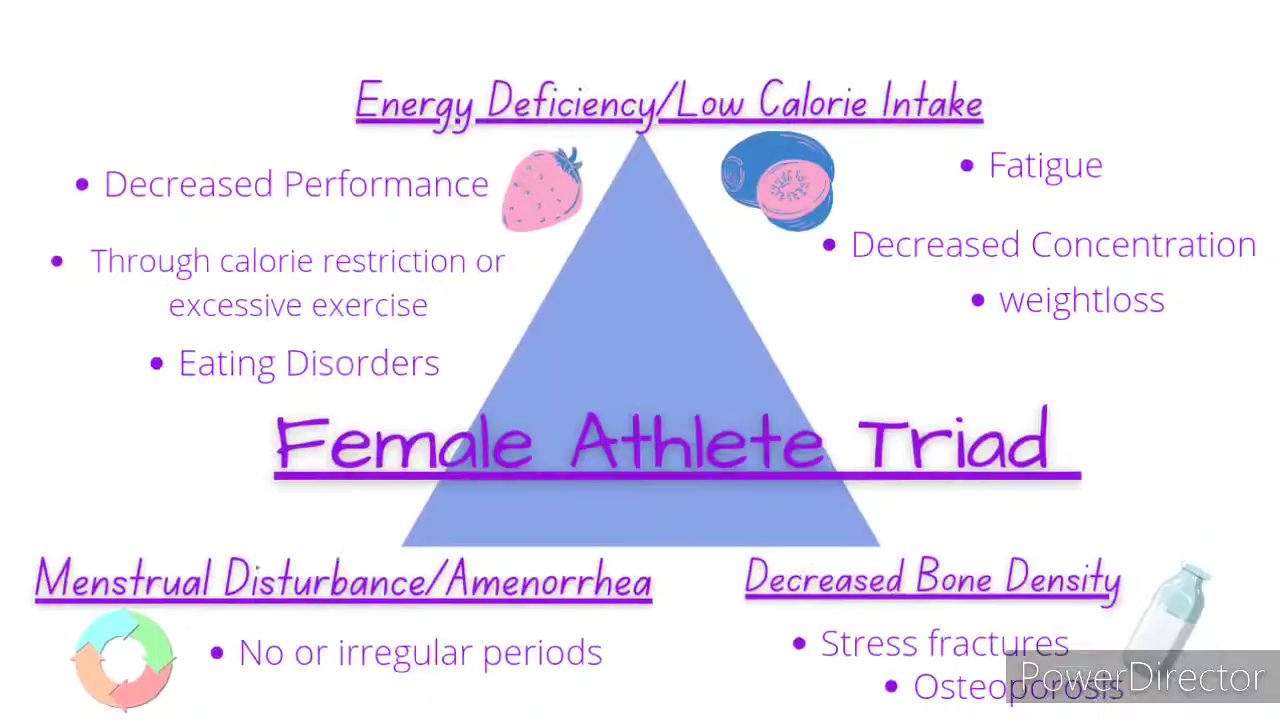 Energy Deficiency/Low Calorie Intake
• Decreased Performance
• Through calorie restriction or
excessive exercise
• Eating Disorders
• Fatigue
• Decreased Concentration
• weightloss
Female Athlete Triad
Menstrual Disturbance/Amenorrhea
• No or irregular periods
Decreased Bone Density
• Stress fractures
• Osteoporosis
PowerDirector